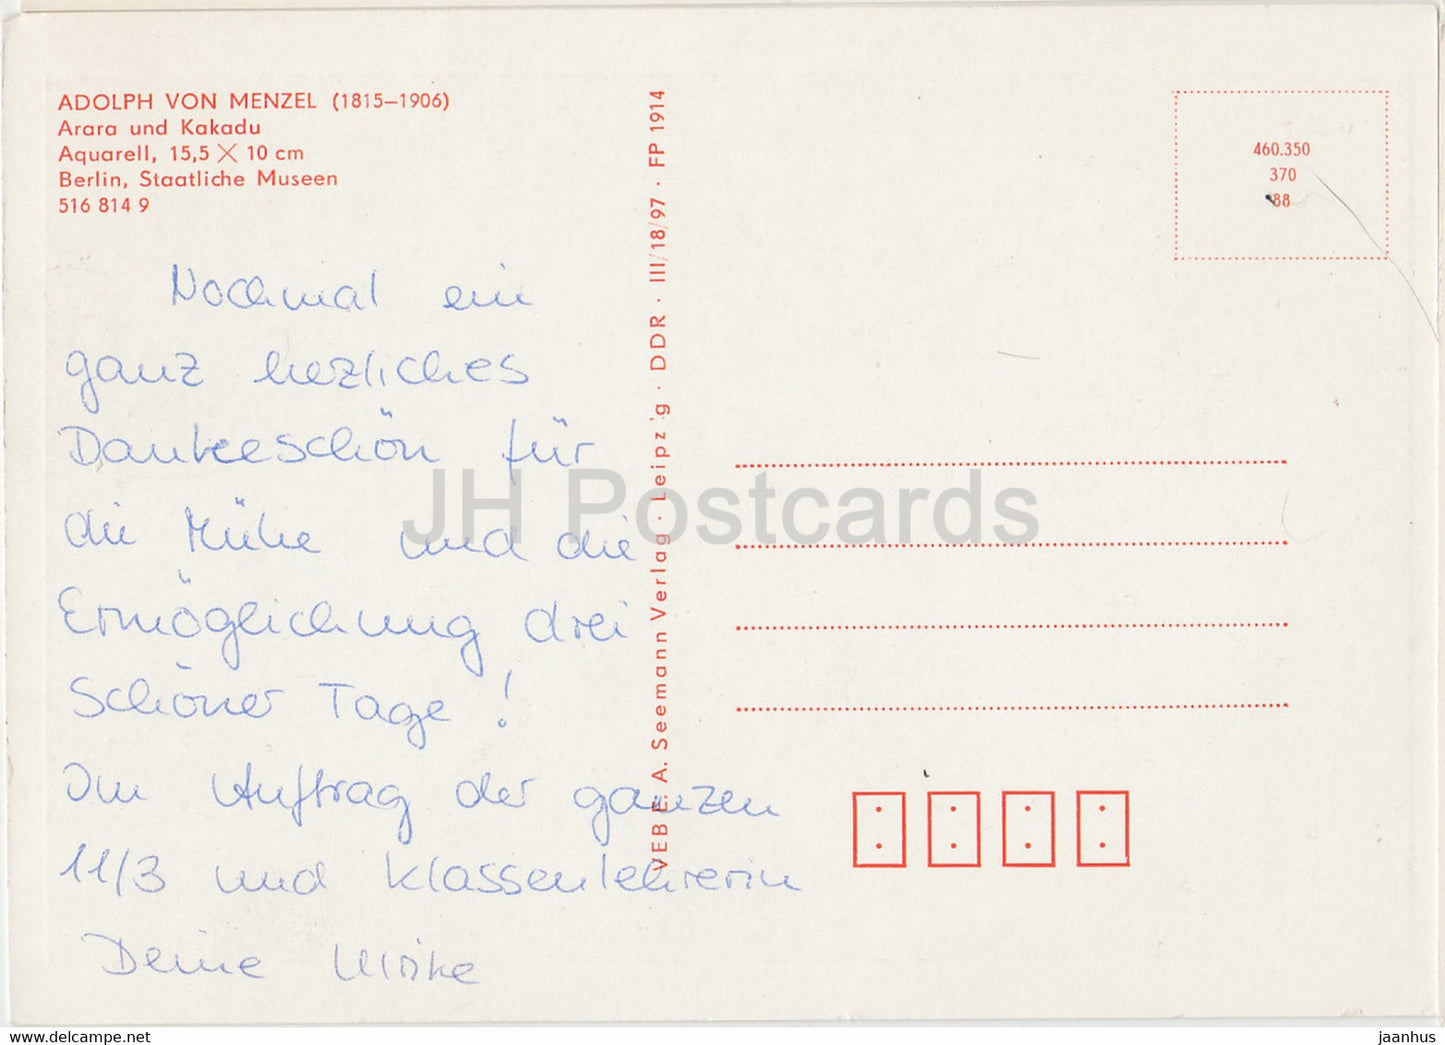 ADOLPH VON MENZEL (1815–1906)
Arara und Kakadu
Aquarell, 15,5 × 10 cm
Berlin, Staatliche Museen
516 814 9
Nochmal ein
ganz herzliches
Dankeeschön für
die Mühe und die
Ermöglichung drei
schöner Tage!
Im Auftrag der ganzen
11/3 und Klassenlehrerin
Deine Ulrike
VEB E. A. Seemann Verlag · Leipzig · DDR · III/18/97 · FP 1914
460.350
370
88
JH Postcards
www.delcampe.net
jaanhus